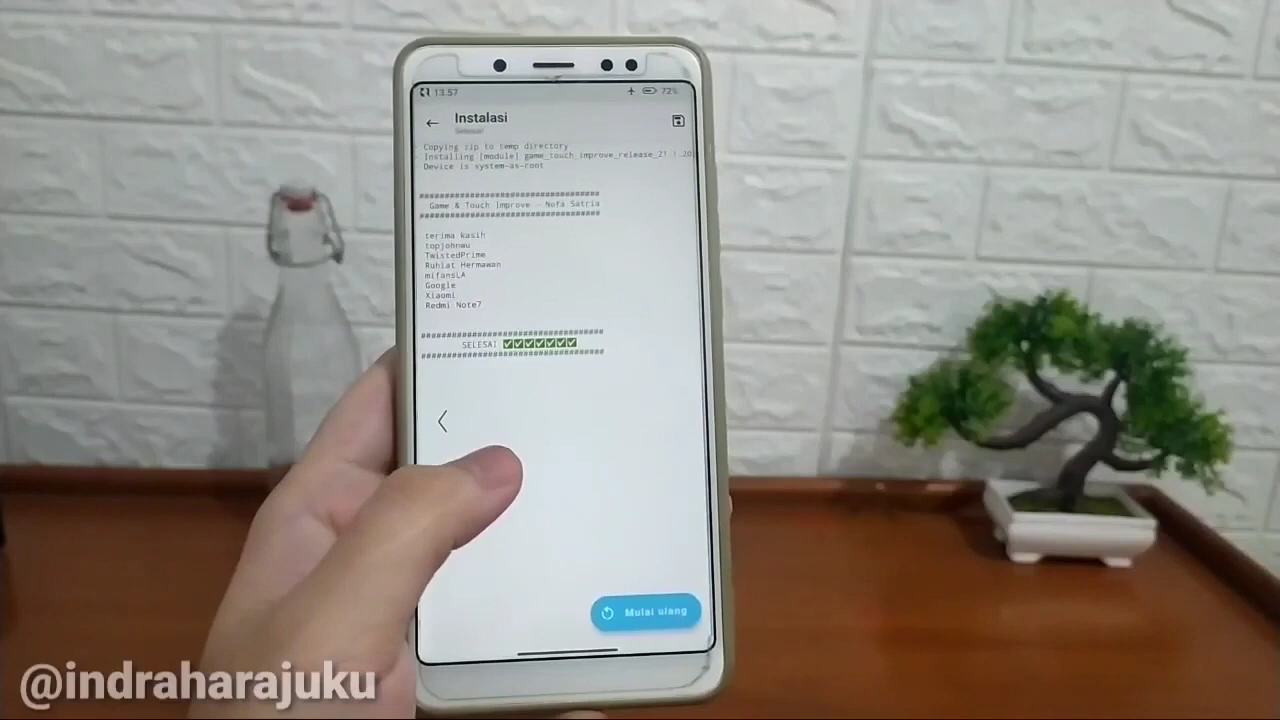 13.57
72%
Instalasi
Selesai
Copying zip to temp directory
Installing [module] game_touch_improve_release_21.1.20
Device is system-as-root
##################################
Game & Touch Improve - Nofa Satria
##################################
terima kasih
topjohnwu
TwistedPrime
Ruhiat Hermawan
mifansLA
Google
Xiaomi
Redmi Note7
##################################
SELESAI ✅✅✅✅✅✅✅
##################################
Mulai ulang
@indraharajuku